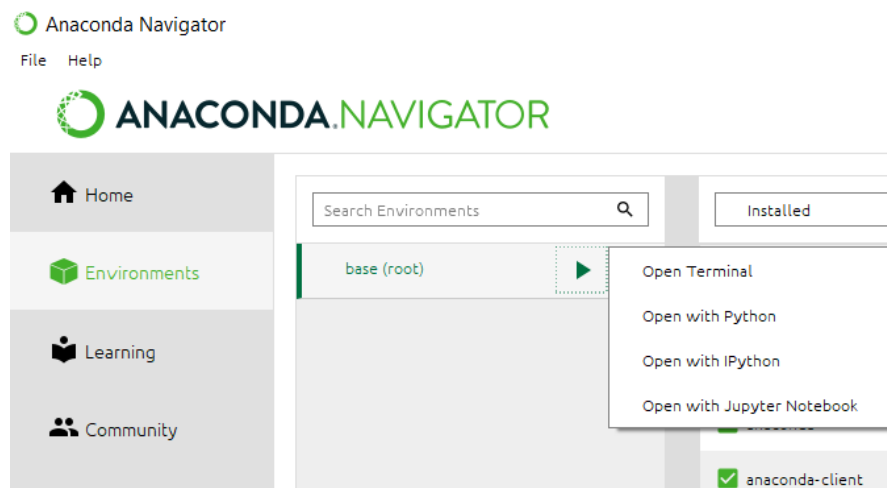 Anaconda Navigator
File Help
ANACONDA.NAVIGATOR
Home
Environments
Learning
Community
Search Environments
base (root)
Installed
Open Terminal
Open with Python
Open with IPython
Open with Jupyter Notebook
anaconda-client